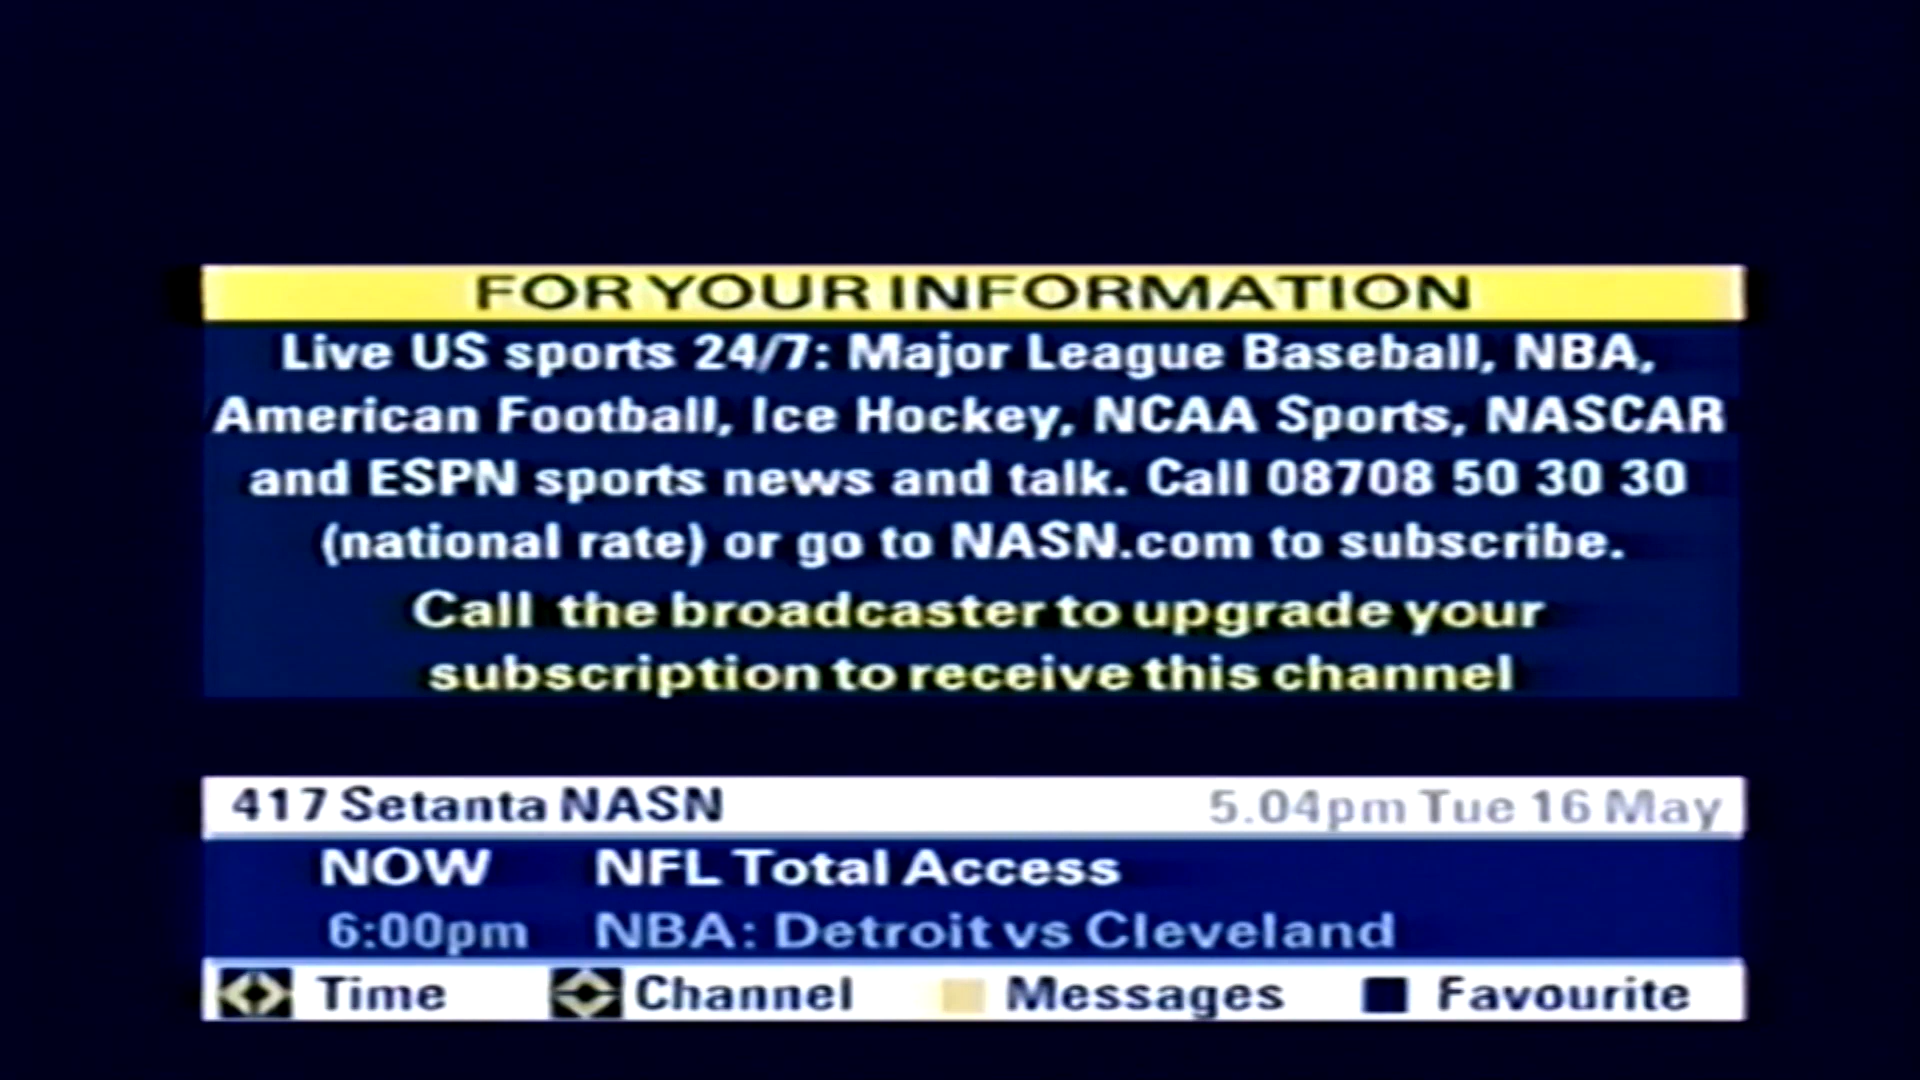 FOR YOUR INFORMATION
Live US sports 24/7: Major League Baseball, NBA,
American Football, Ice Hockey, NCAA Sports, NASCAR
and ESPN sports news and talk. Call 08708 50 30 30
(national rate) or go to NASN.com to subscribe.
Call the broadcaster to upgrade your
subscription to receive this channel
417 Setanta NASN 5.04pm Tue 16 May
NOW NFL Total Access
6:00pm NBA: Detroit vs Cleveland
Time Channel Messages Favourite